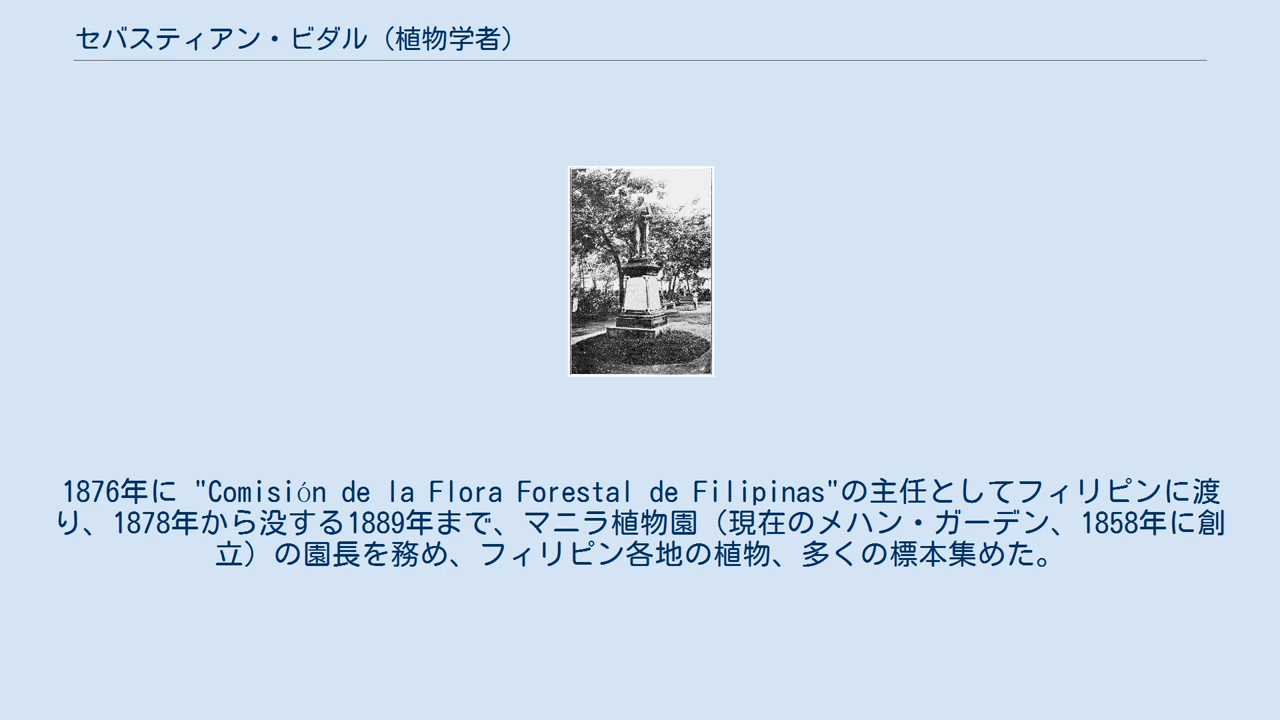 セバスティアン・ビダル（植物学者）
1876年に "Comisión de la Flora Forestal de Filipinas"の主任としてフィリピンに渡
り、1878年から没する1889年まで、マニラ植物園（現在のメハン・ガーデン、1858年に創
立）の園長を務め、フィリピン各地の植物、多くの標本集めた。